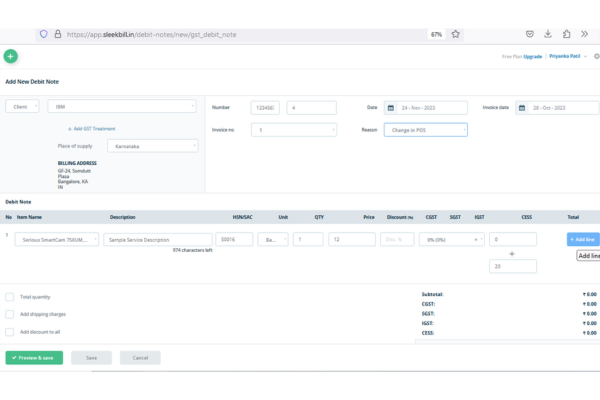 https://app.sleekbill.in/debit-notes/new/gst_debit_note 67%
Free Plan Upgrade Priyanka Patil
Add New Debit Note
Client IBM Number 1334567 4 Date 24 - Nov - 2023 Invoice date 28 - Oct - 2023
+ Add GST Treatment Invoice no 1 Reason Change in POS
Place of supply Karnataka
BILLING ADDRESS
GF-24, Somdutt
Plaza
Bangalore, KA
IN
Debit Note
No Item Name Description HSN/SAC Unit QTY Price Discount (%) CGST SGST IGST CESS Total
1 Serioux SmartCam 750UM... Sample Service Description 50016 Ba... 1 12 Disc. % 0% (0%) 0 + Add line
974 characters left + Add line
20
Total quantity Subtotal: ₹ 0.00
Add shipping charges CGST: ₹ 0.00
SGST: ₹ 0.00
Add discount to all IGST: ₹ 0.00
CESS: ₹ 0.00
Preview & save Save Cancel